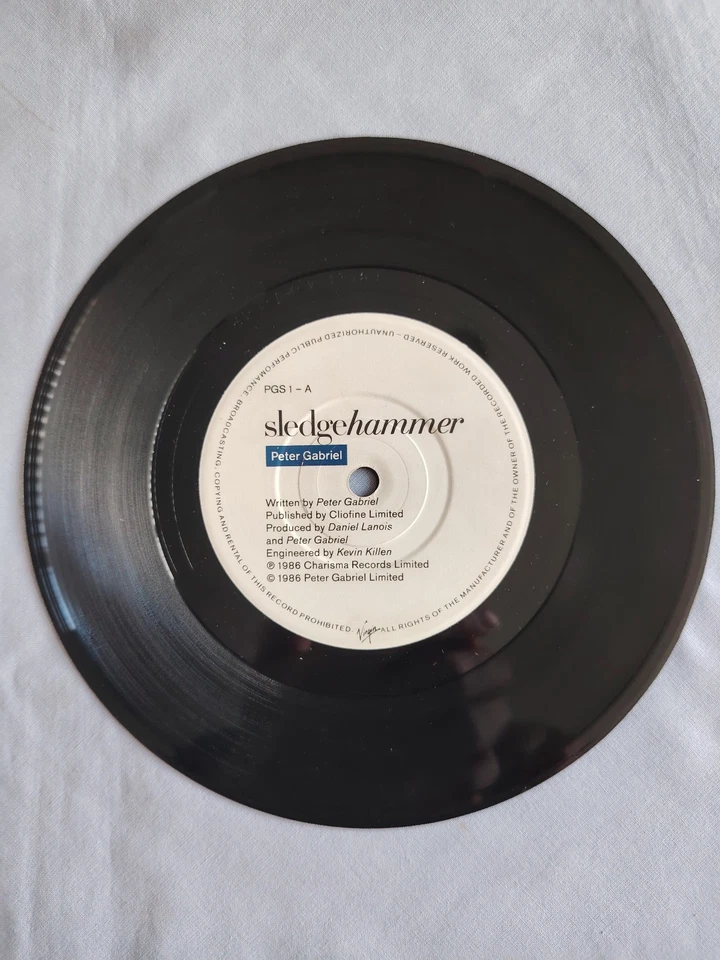 PGS 1 – A
sledgehammer
Peter Gabriel
Written by Peter Gabriel
Published by Cliofine Limited
Produced by Daniel Lanois
and Peter Gabriel
Engineered by Kevin Killen
℗ 1986 Charisma Records Limited
© 1986 Peter Gabriel Limited
Virgin
ALL RIGHTS OF THE MANUFACTURER AND OF THE OWNER OF THE RECORDED WORK RESERVED – UNAUTHORIZED PUBLIC PERFOMANCE, BROADCASTING, COPYING AND RENTAL OF THIS RECORD PROHIBITED.